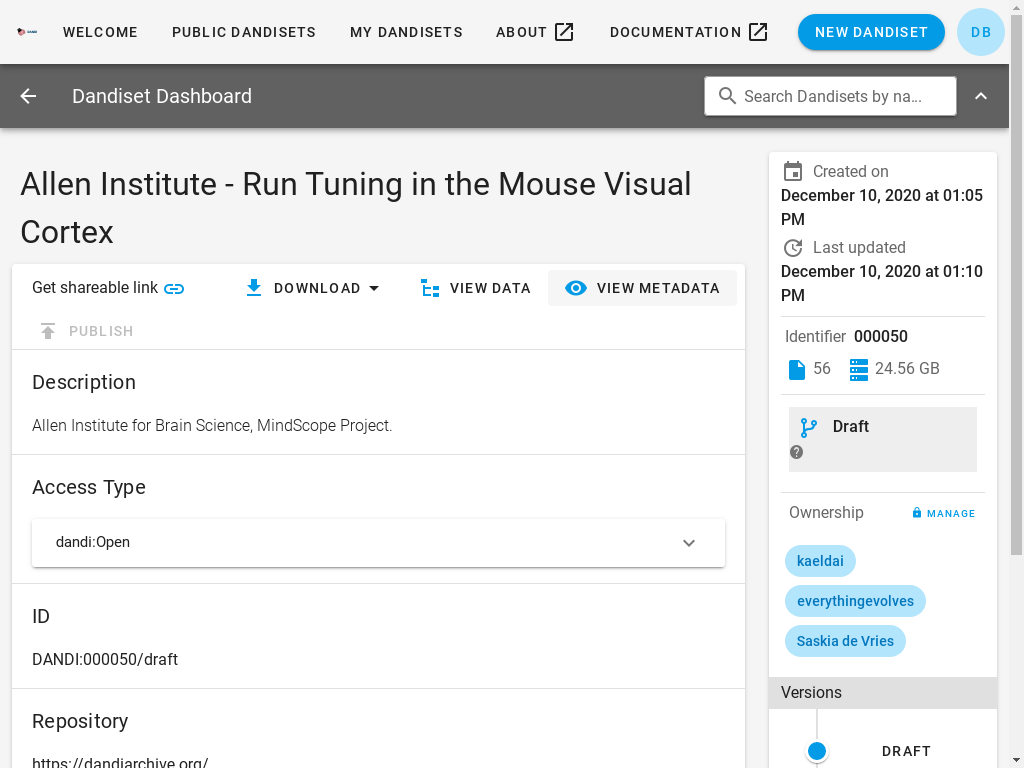 WELCOME
PUBLIC DANDISETS
MY DANDISETS
ABOUT
DOCUMENTATION
NEW DANDISET
DB
Dandiset Dashboard
Search Dandisets by na...
Allen Institute - Run Tuning in the Mouse Visual
Cortex
Get shareable link
DOWNLOAD
VIEW DATA
VIEW METADATA
PUBLISH
Description
Allen Institute for Brain Science, MindScope Project.
Access Type
dandi:Open
ID
DANDI:000050/draft
Repository
https://dandiarchive.org/
Created on
December 10, 2020 at 01:05
PM
Last updated
December 10, 2020 at 01:10
PM
Identifier 000050
56
24.56 GB
Draft
Ownership
MANAGE
kaeldai
everythingevolves
Saskia de Vries
Versions
DRAFT